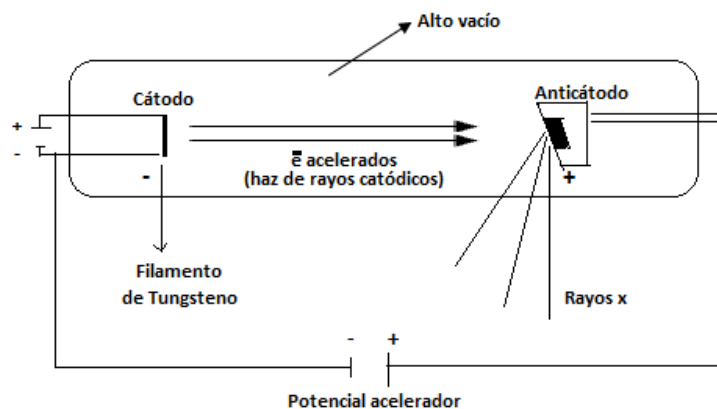 Alto vacío
Cátodo
Anticátodo
+
-
ē acelerados
(haz de rayos catódicos)
-
+
Filamento
de Tungsteno
Rayos x
- +
Potencial acelerador